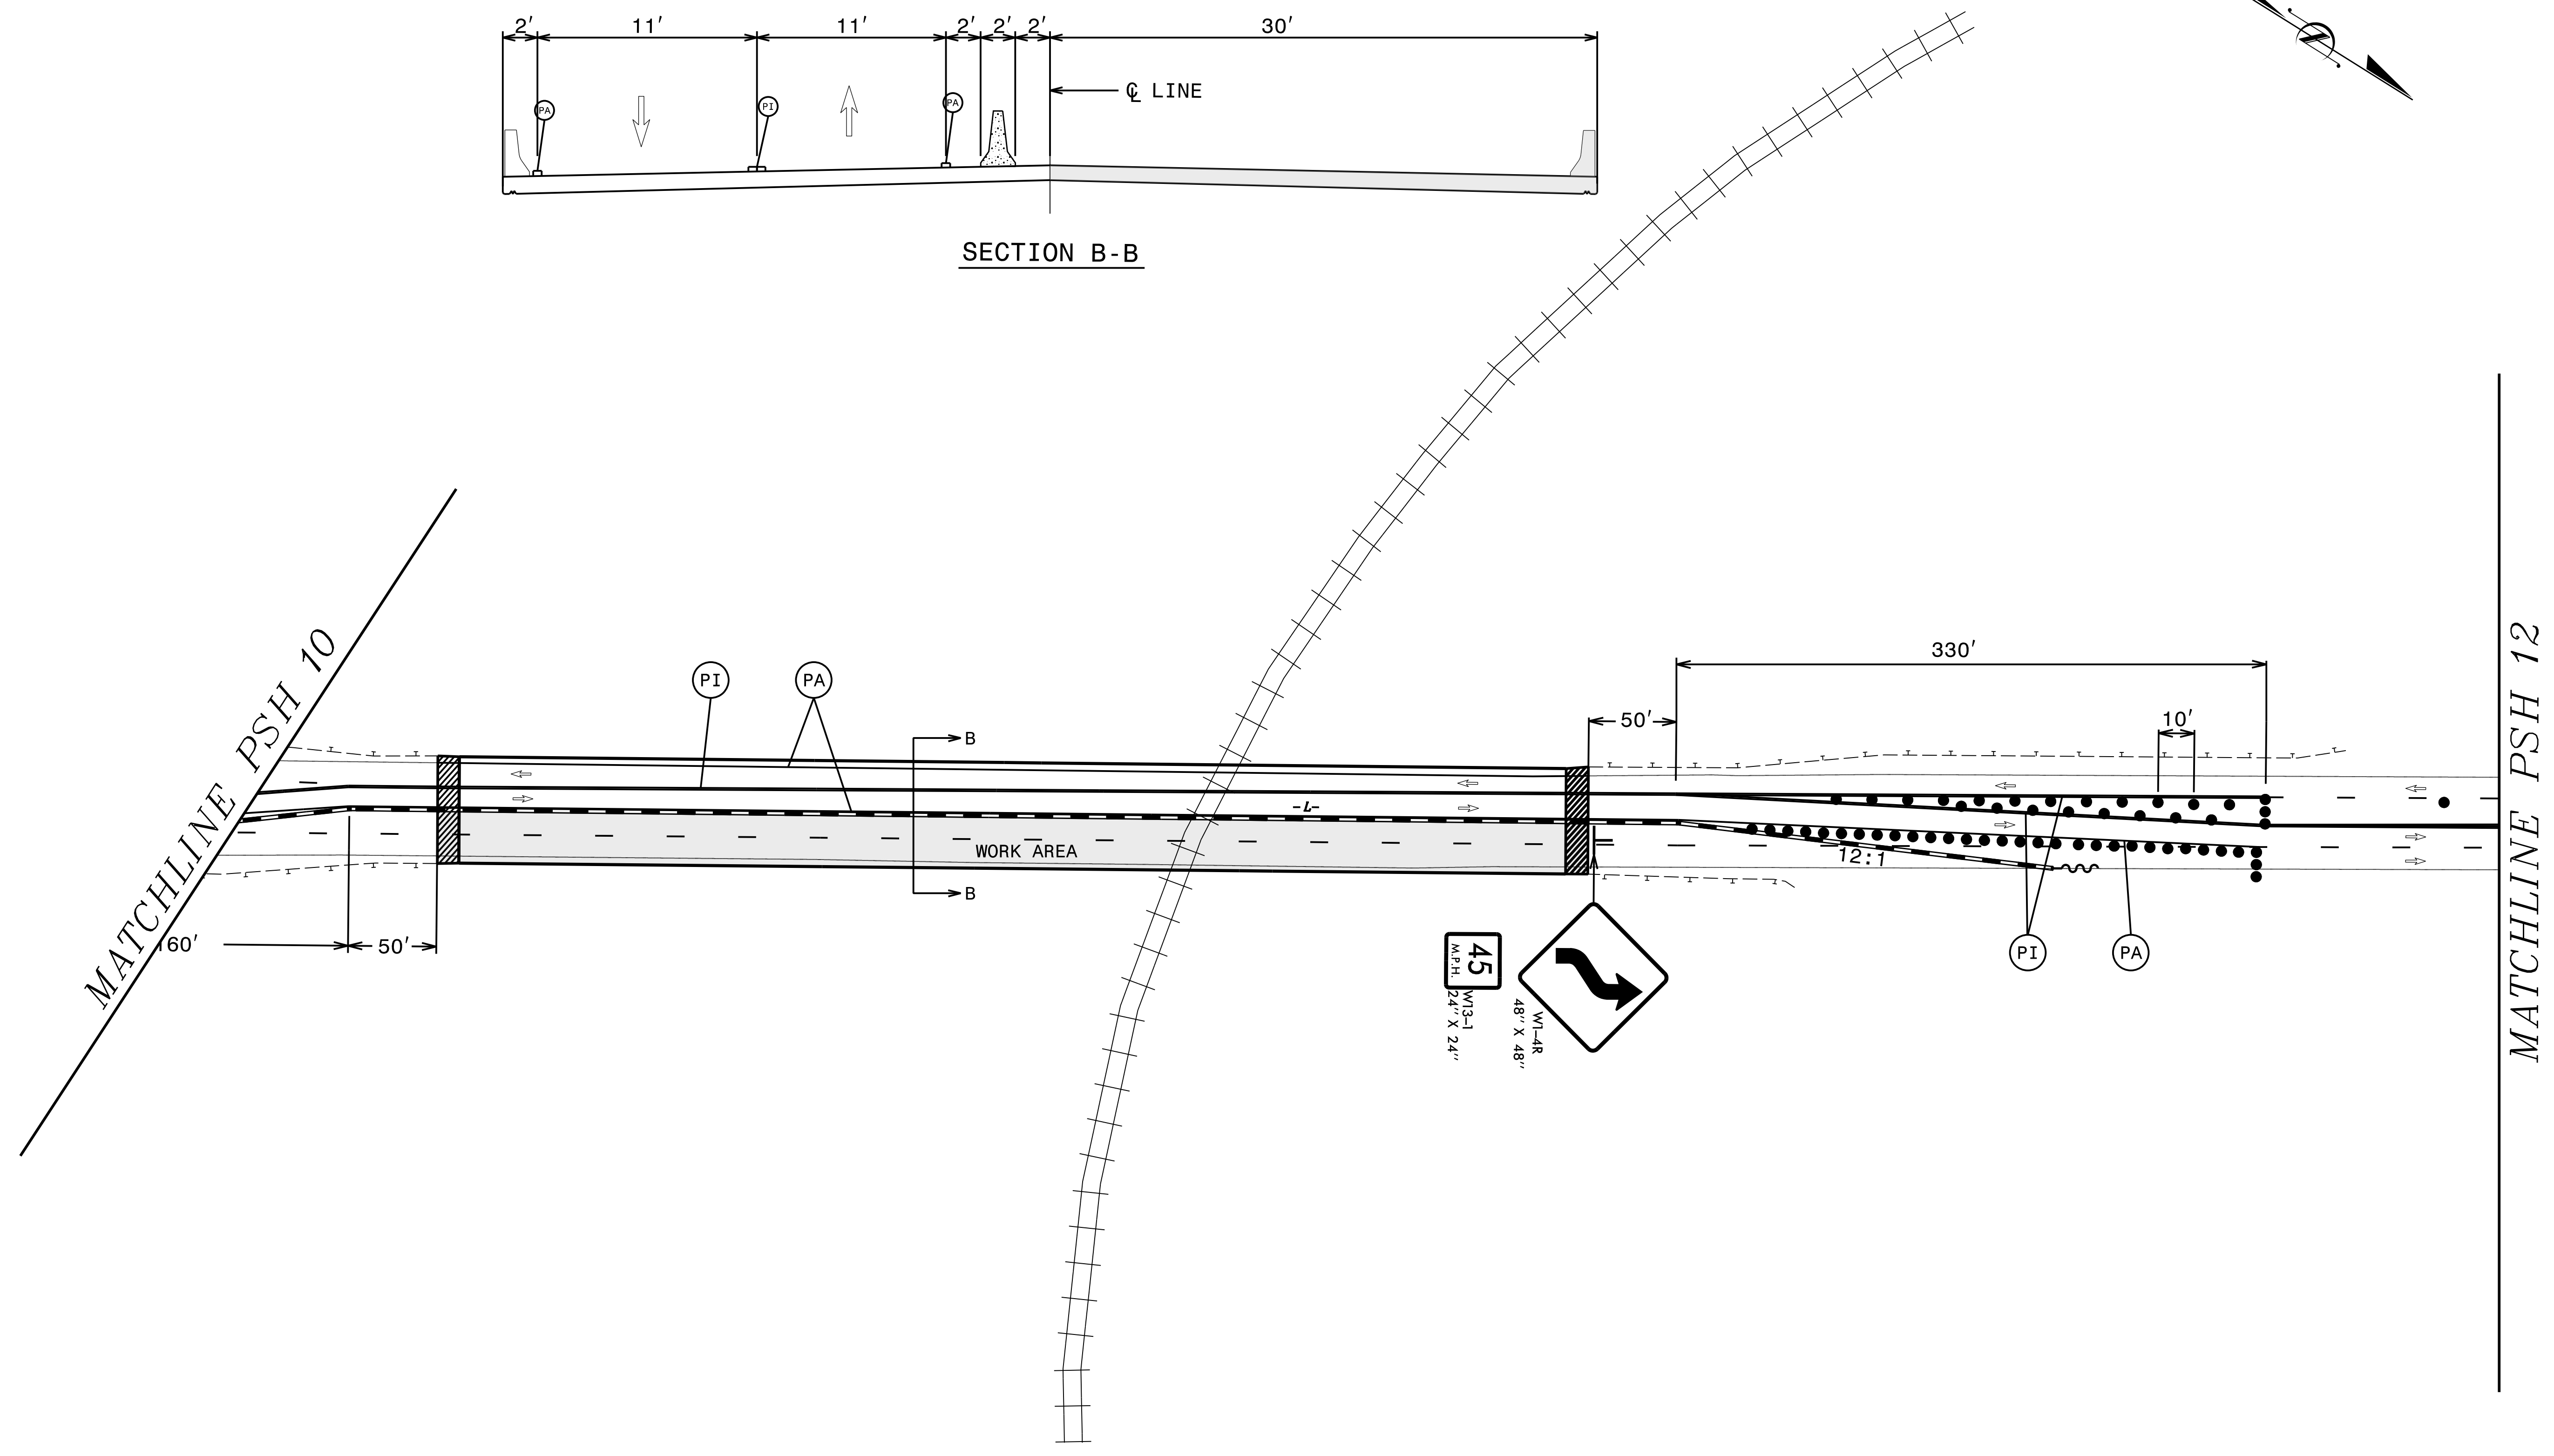 2' 11' 11' 2' 2' 2' 30'
N
PA PI PA
℄ LINE
SECTION B-B
MATCHLINE PSH 10
MATCHLINE PSH 12
330'
PI PA
50' 10'
B
-1-
WORK AREA
12:1
B
160' 50'
PI PA
45
M.P.H.
W13-1
24" X 24"
W1-4R
48" X 48"